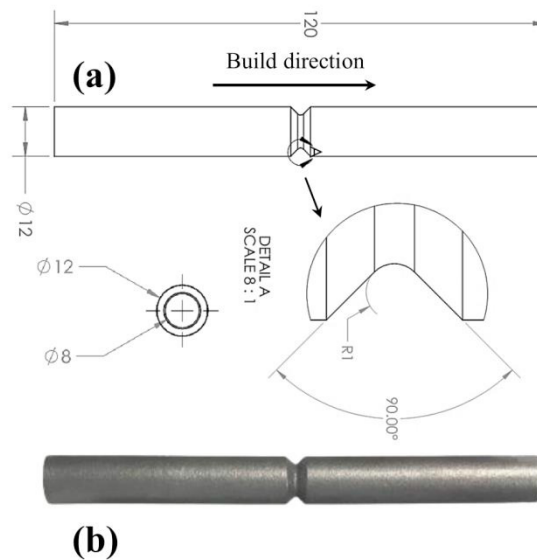 120
(a)
Build direction
Ø12
DETAIL A
SCALE 8 : 1
Ø12
Ø8
R1
90.00°
(b)